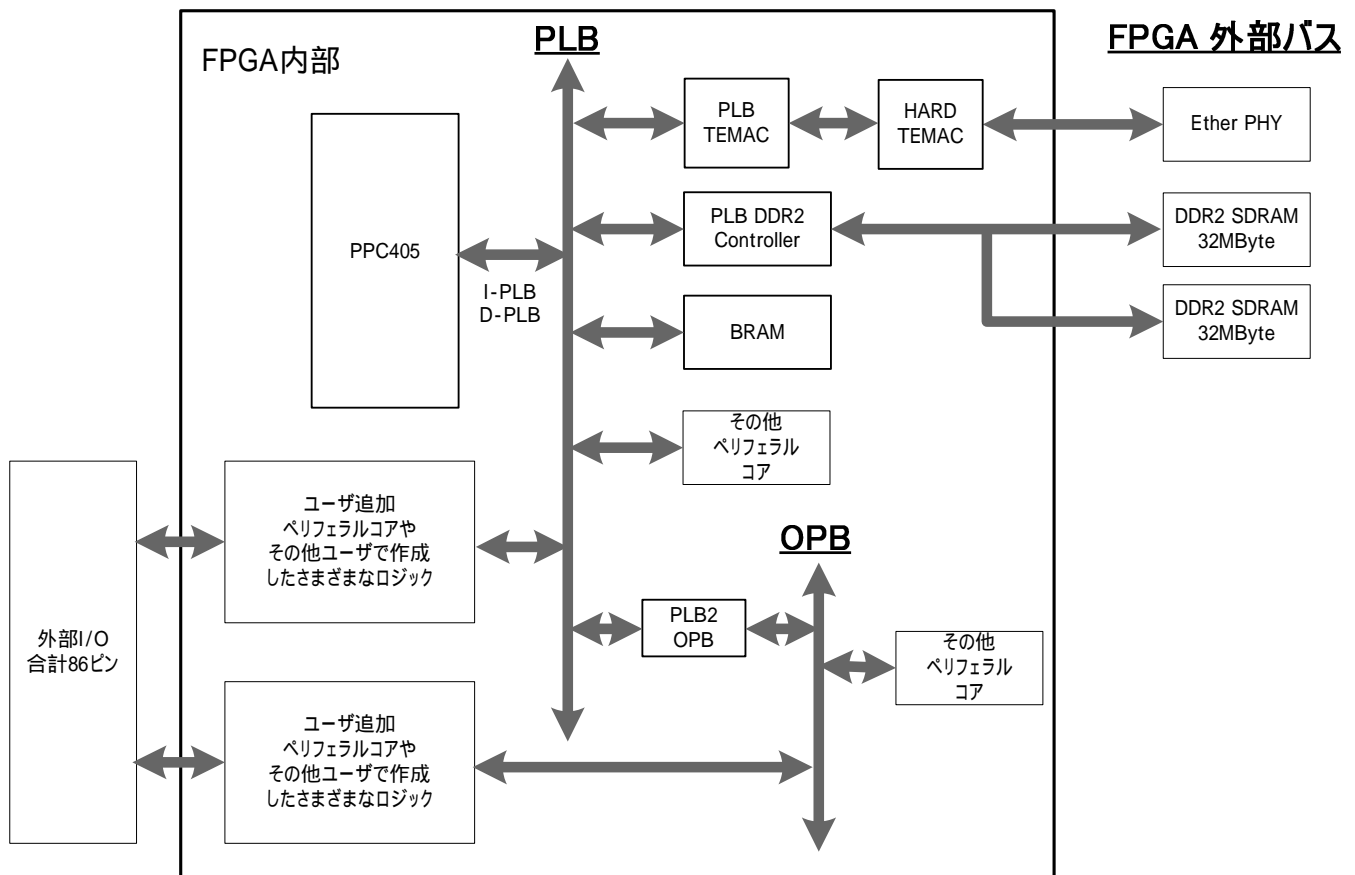 PLB
FPGA 外部バス
FPGA内部
PLB
TEMAC
HARD
TEMAC
Ether PHY
PPC405
PLB DDR2
Controller
DDR2 SDRAM
32MByte
I-PLB
D-PLB
BRAM
DDR2 SDRAM
32MByte
その他
ペリフェラル
コア
ユーザ追加
ペリフェラルコアや
その他ユーザで作成
したさまざまなロジック
OPB
外部I/O
合計86ピン
PLB2
OPB
その他
ペリフェラル
コア
ユーザ追加
ペリフェラルコアや
その他ユーザで作成
したさまざまなロジック